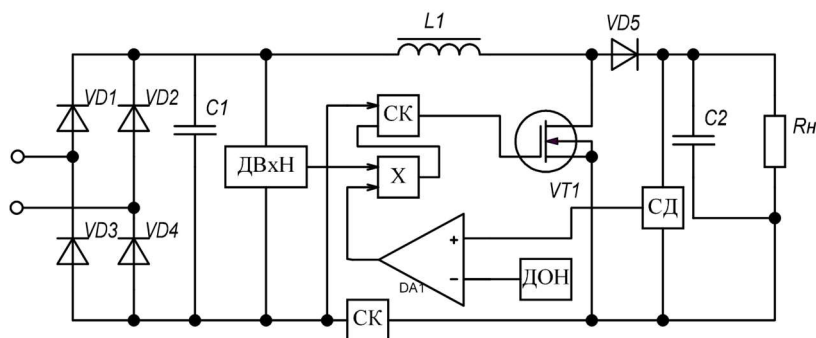 L1
VD5
VD1
VD2
C1
СК
C2
Rн
ДВхН
X
VT1
СД
VD3
VD4
+
−
DA1
ДОН
СК